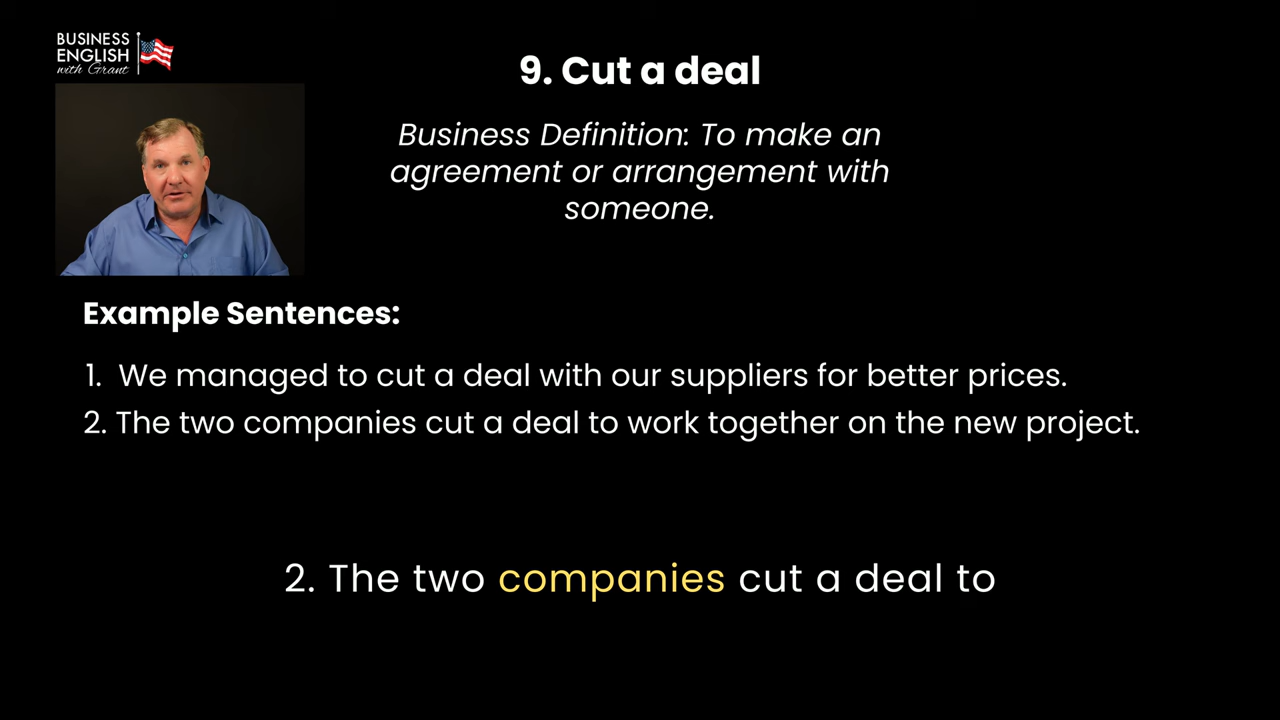 BUSINESS
ENGLISH
with Grant
9. Cut a deal
Business Definition: To make an
agreement or arrangement with
someone.
Example Sentences:
1. We managed to cut a deal with our suppliers for better prices.
2. The two companies cut a deal to work together on the new project.
2. The two companies cut a deal to